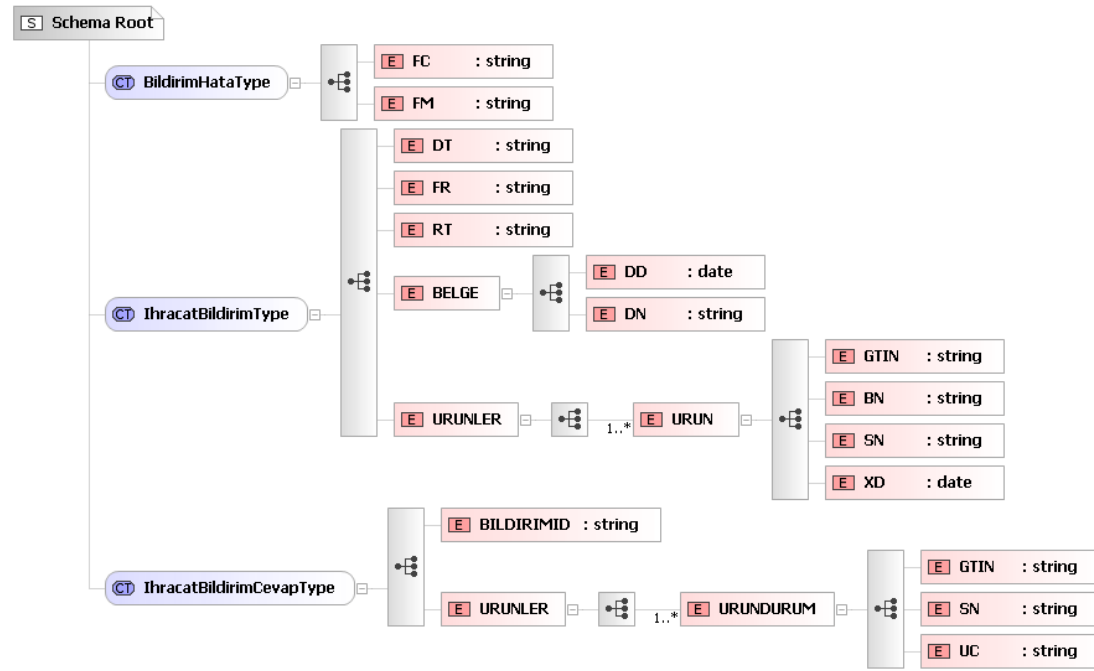 S Schema Root
CT BildirimHataType
E FC : string
E FM : string
CT IhracatBildirimType
E DT : string
E FR : string
E RT : string
E BELGE
E DD : date
E DN : string
E URUNLER
1..* E URUN
E GTIN : string
E BN : string
E SN : string
E XD : date
CT IhracatBildirimCevapType
E BILDIRIMID : string
E URUNLER
1..* E URUNDURUM
E GTIN : string
E SN : string
E UC : string